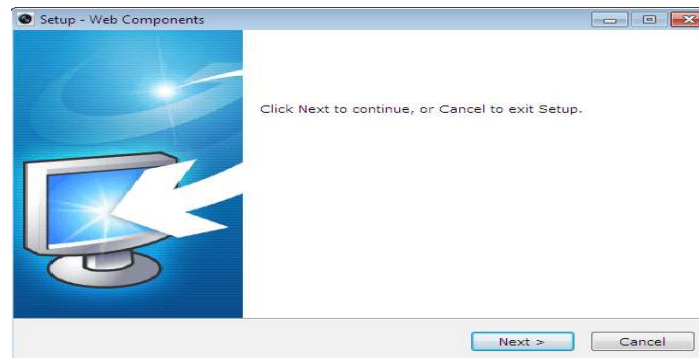 Setup - Web Components
Click Next to continue, or Cancel to exit Setup.
Next >
Cancel